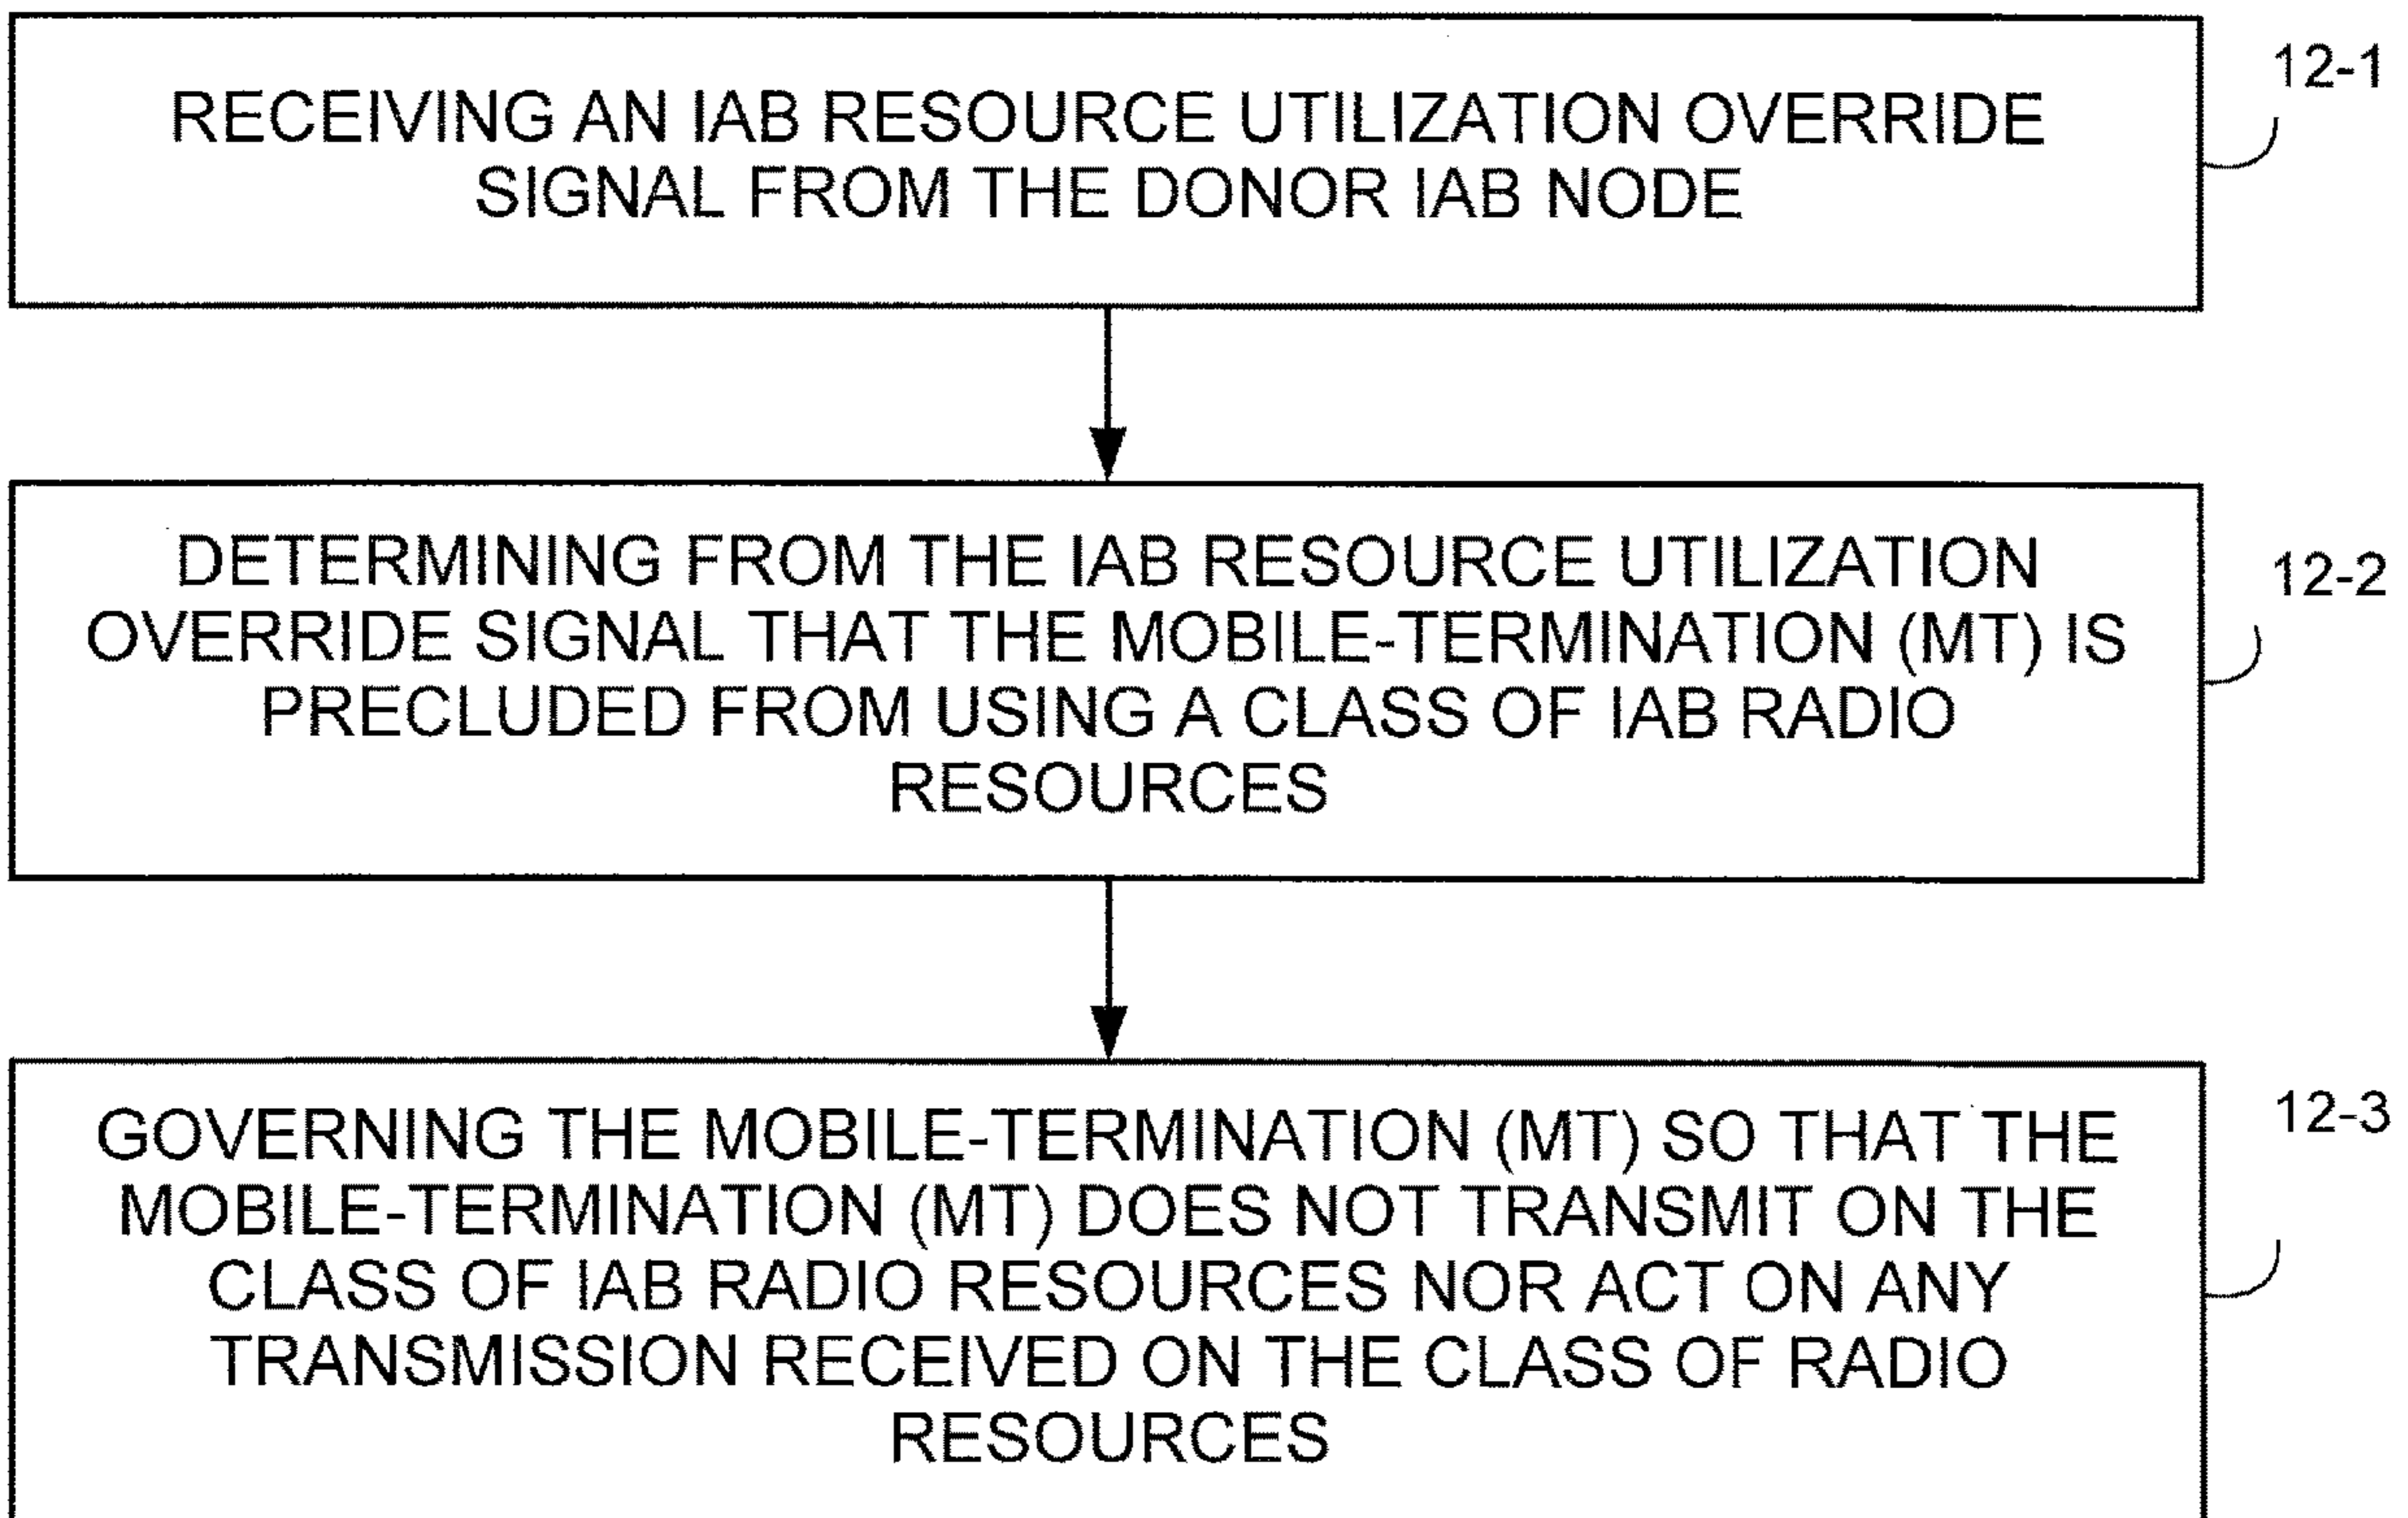 RECEIVING AN IAB RESOURCE UTILIZATION OVERRIDE
SIGNAL FROM THE DONOR IAB NODE
12-1
DETERMINING FROM THE IAB RESOURCE UTILIZATION
OVERRIDE SIGNAL THAT THE MOBILE-TERMINATION (MT) IS
PRECLUDED FROM USING A CLASS OF IAB RADIO
RESOURCES
12-2
GOVERNING THE MOBILE-TERMINATION (MT) SO THAT THE
MOBILE-TERMINATION (MT) DOES NOT TRANSMIT ON THE
CLASS OF IAB RADIO RESOURCES NOR ACT ON ANY
TRANSMISSION RECEIVED ON THE CLASS OF RADIO
RESOURCES
12-3